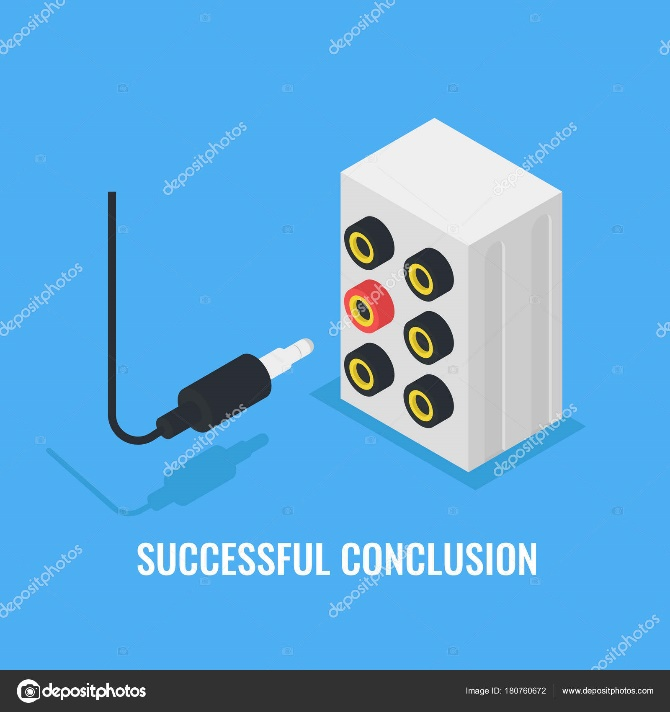 SUCCESSFUL CONCLUSION
depositphotos
Image ID: 180760672
www.depositphotos.com